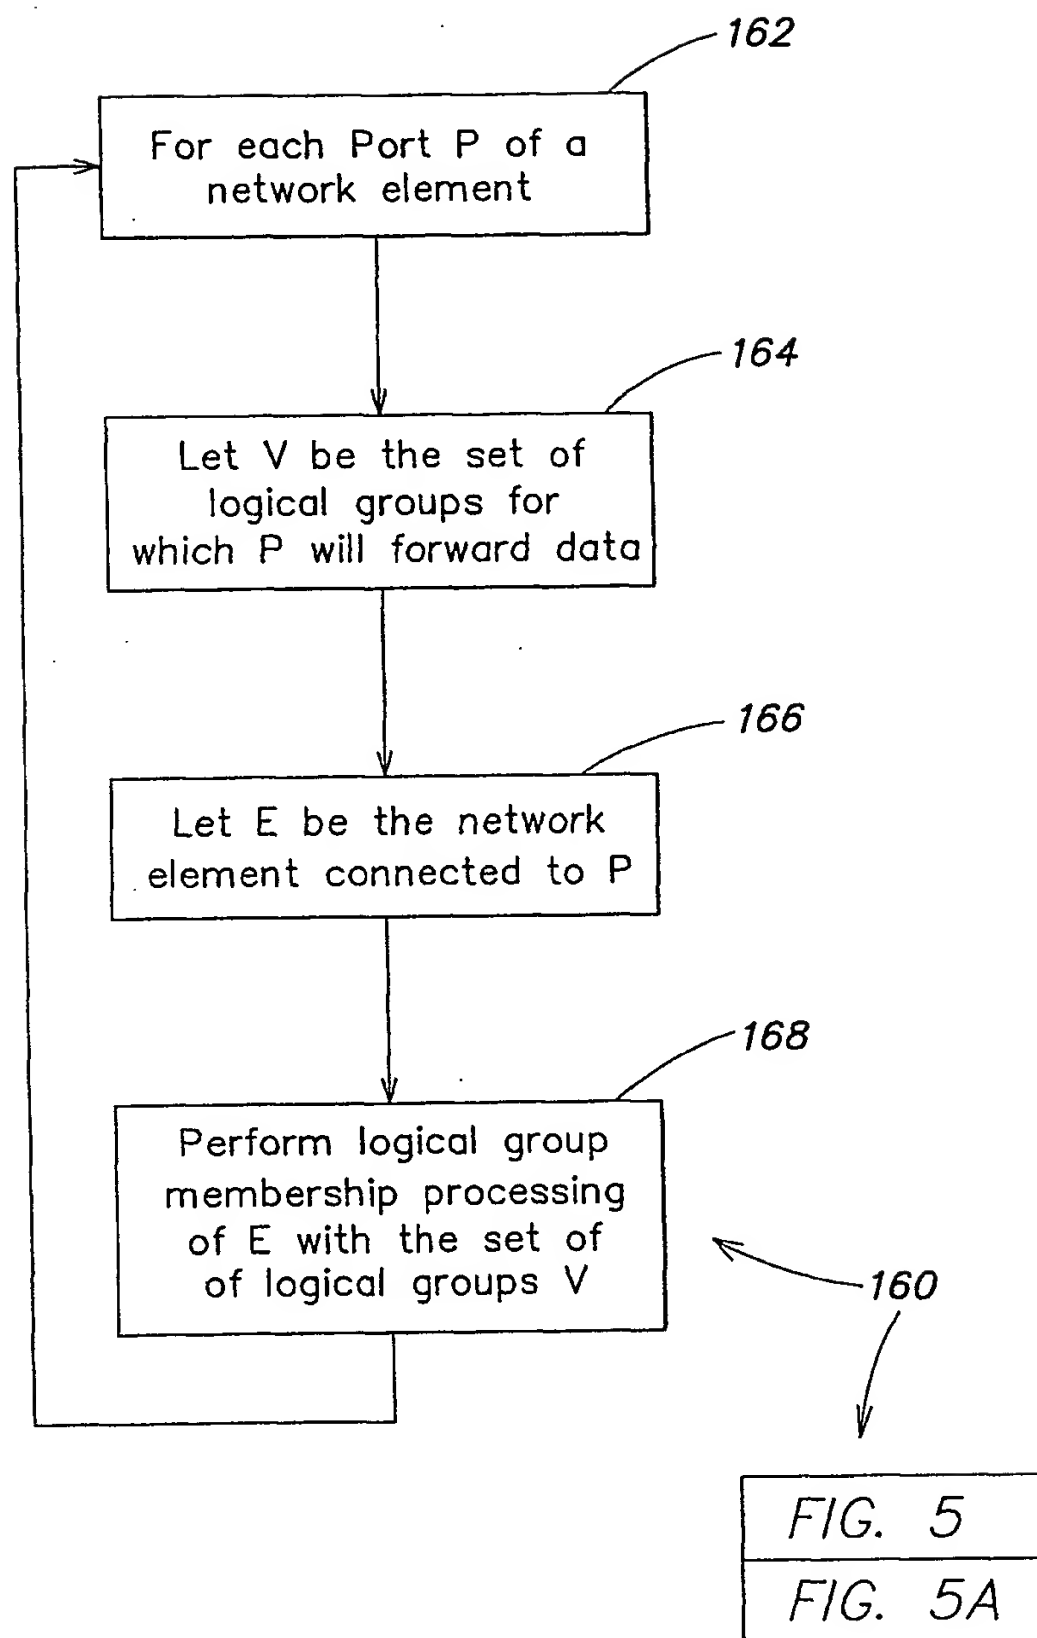 162
For each Port P of a
network element
164
Let V be the set of
logical groups for
which P will forward data
166
Let E be the network
element connected to P
168
Perform logical group
membership processing
of E with the set of
of logical groups V
160
FIG. 5
FIG. 5A